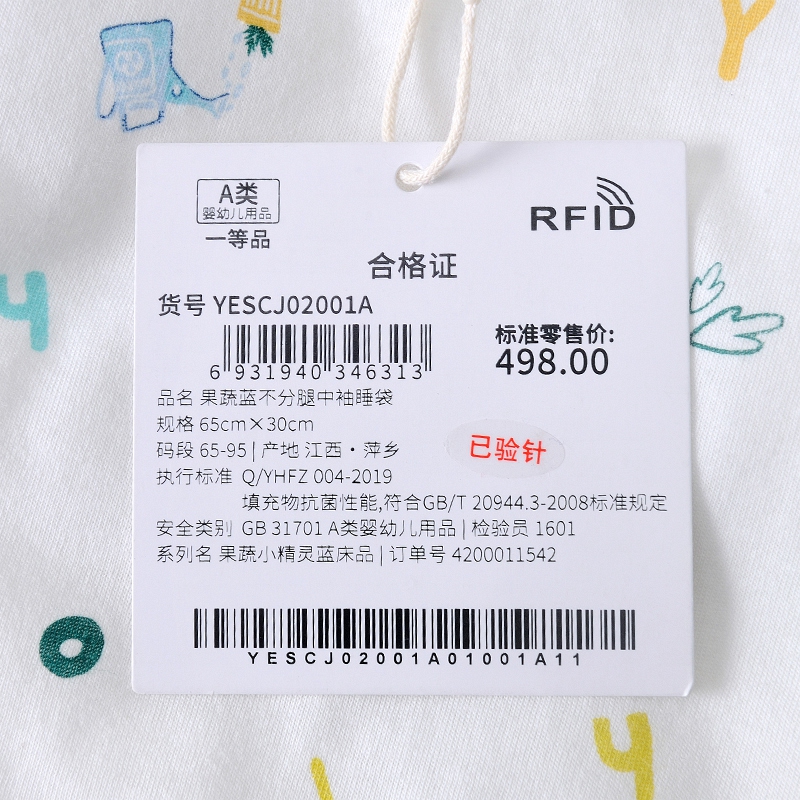 A类
婴幼儿用品
一等品
RFID
合格证
货号 YESCJ02001A
6 931940 346313
标准零售价:
498.00
品名 果蔬蓝不分腿中袖睡袋
规格 65cm×30cm
码段 65-95 | 产地 江西·萍乡
已验针
执行标准 Q/YHFZ 004-2019
填充物抗菌性能,符合GB/T 20944.3-2008标准规定
安全类别 GB 31701 A类婴幼儿用品 | 检验员 1601
系列名 果蔬小精灵蓝床品 | 订单号 4200011542
YESCJ02001A01001A11